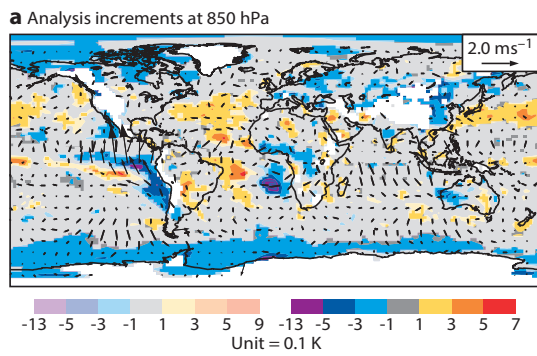 a Analysis increments at 850 hPa
2.0 ms⁻¹
-13 -5 -3 -1 1 3 5 9 -13 -5 -3 -1 1 3 5 7
Unit = 0.1 K